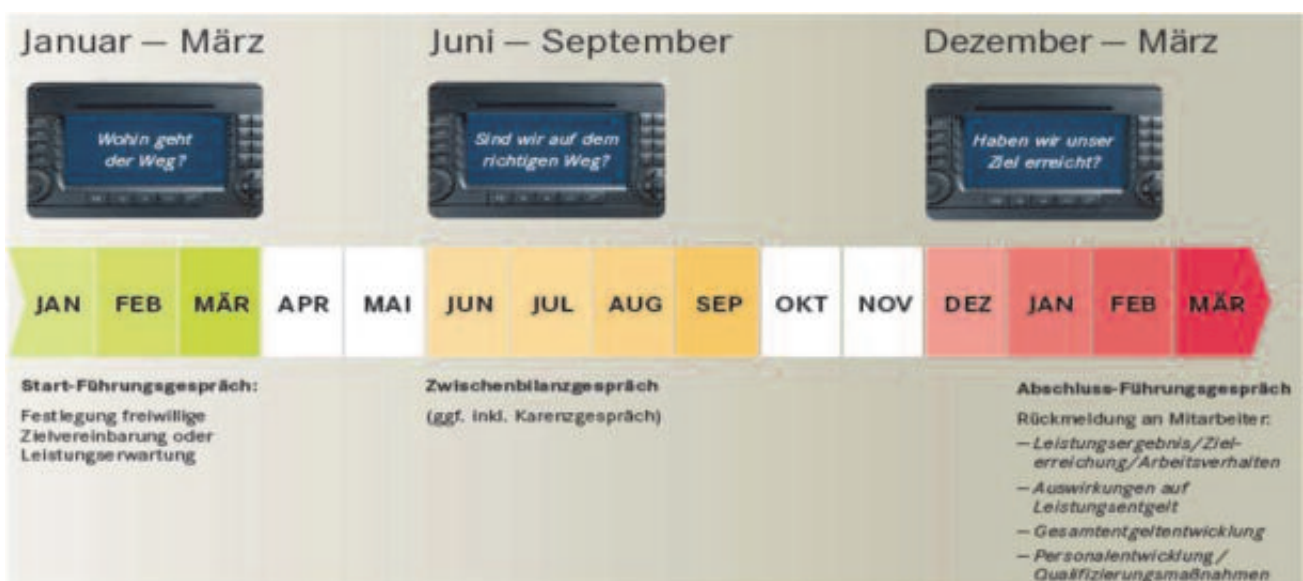 Januar – März
Juni – September
Dezember – März
Wohin geht
der Weg?
Sind wir auf dem
richtigen Weg?
Haben wir unser
Ziel erreicht?
JAN FEB MÄR APR MAI JUN JUL AUG SEP OKT NOV DEZ JAN FEB MÄR
Start-Führungsgespräch:
Festlegung freiwillige
Zielvereinbarung oder
Leistungserwartung
Zwischenbilanzgespräch
(ggf. inkl. Karenzgespräch)
Abschluss-Führungsgespräch
Rückmeldung an Mitarbeiter:
– Leistungsergebnis/Ziel-
erreichung/Arbeitsverhalten
– Auswirkungen auf
Leistungsentgelt
– Gesamtentgeltentwicklung
– Personalentwicklung/
Qualifizierungsmaßnahmen